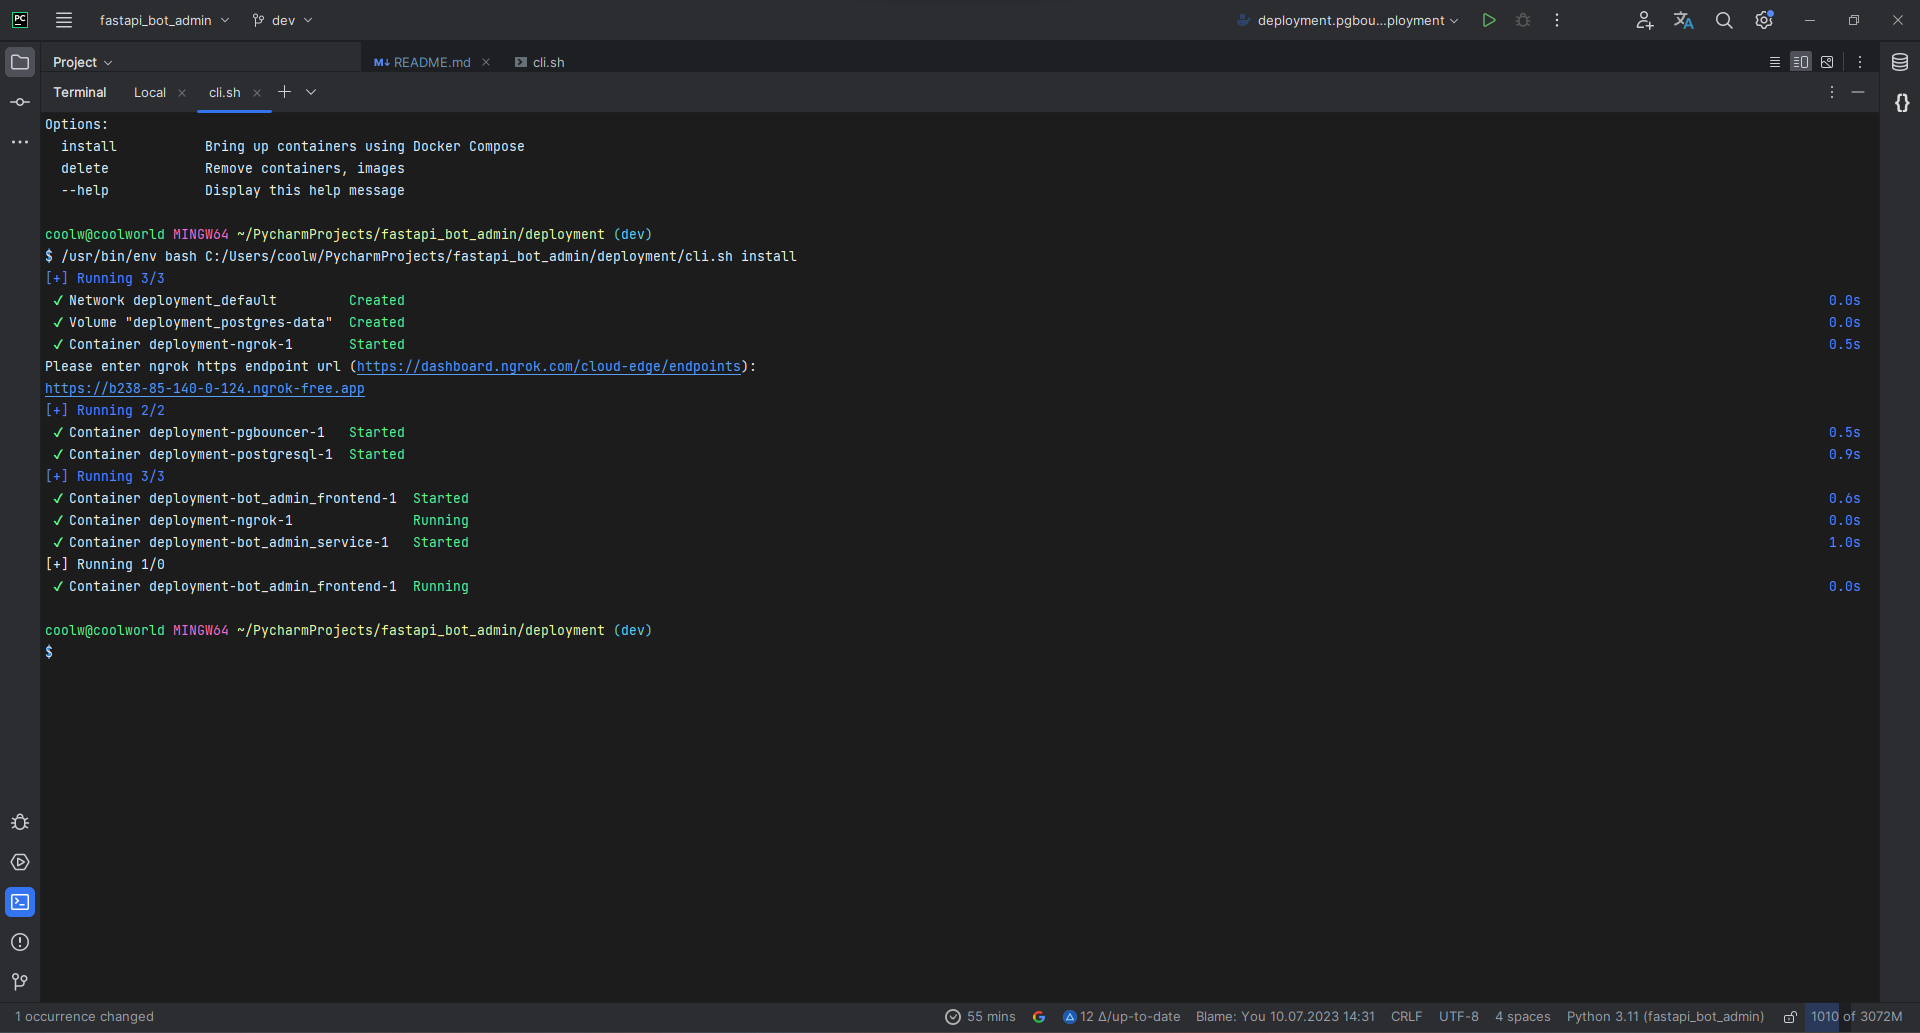 PC fastapi_bot_admin dev deployment.pgbou...ployment
Project README.md cli.sh
Terminal Local cli.sh
Options:
install Bring up containers using Docker Compose
delete Remove containers, images
--help Display this help message
coolw@coolworld MINGW64 ~/PycharmProjects/fastapi_bot_admin/deployment (dev)
$ /usr/bin/env bash C:/Users/coolw/PycharmProjects/fastapi_bot_admin/deployment/cli.sh install
[+] Running 3/3
✓ Network deployment_default Created 0.0s
✓ Volume "deployment_postgres-data" Created 0.0s
✓ Container deployment-ngrok-1 Started 0.5s
Please enter ngrok https endpoint url (https://dashboard.ngrok.com/cloud-edge/endpoints):
https://b238-85-140-0-124.ngrok-free.app
[+] Running 2/2
✓ Container deployment-pgbouncer-1 Started 0.5s
✓ Container deployment-postgresql-1 Started 0.9s
[+] Running 3/3
✓ Container deployment-bot_admin_frontend-1 Started 0.6s
✓ Container deployment-ngrok-1 Running 0.0s
✓ Container deployment-bot_admin_service-1 Started 1.0s
[+] Running 1/0
✓ Container deployment-bot_admin_frontend-1 Running 0.0s
coolw@coolworld MINGW64 ~/PycharmProjects/fastapi_bot_admin/deployment (dev)
$
1 occurrence changed 55 mins 12 Δ/up-to-date Blame: You 10.07.2023 14:31 CRLF UTF-8 4 spaces Python 3.11 (fastapi_bot_admin) 1010 of 3072M